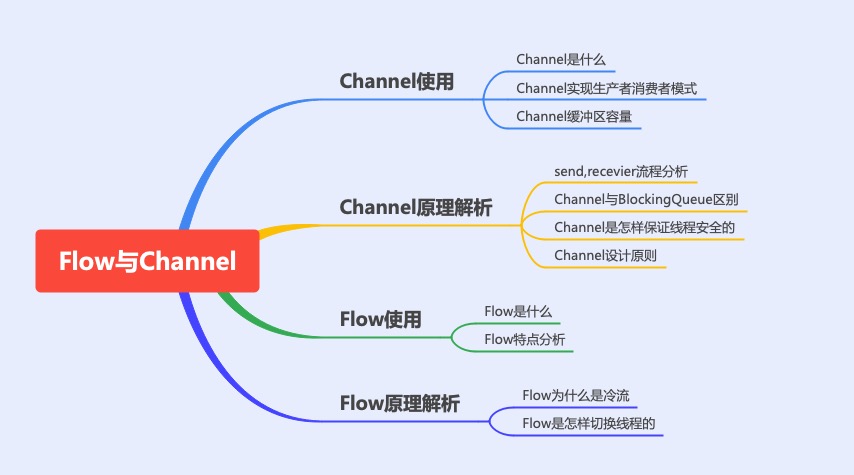 Flow与Channel
Channel使用
Channel是什么
Channel实现生产者消费者模式
Channel缓冲区容量
Channel原理解析
send,recevier流程分析
Channel与BlockingQueue区别
Channel是怎样保证线程安全的
Channel设计原则
Flow使用
Flow是什么
Flow特点分析
Flow原理解析
Flow为什么是冷流
Flow是怎样切换线程的